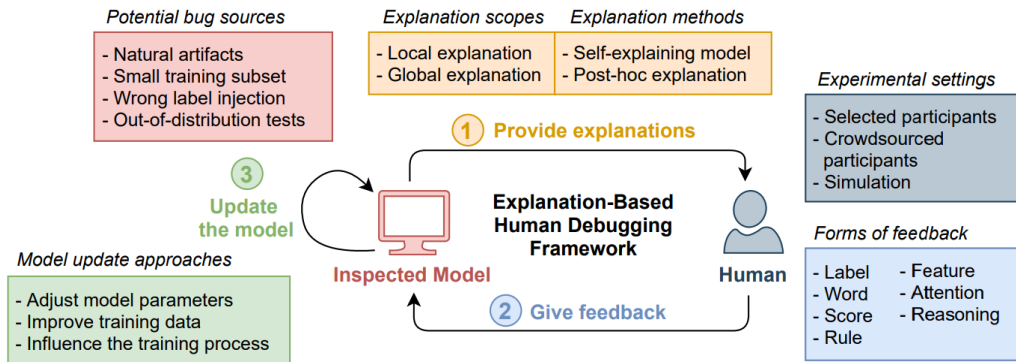 Potential bug sources
- Natural artifacts
- Small training subset
- Wrong label injection
- Out-of-distribution tests
Explanation scopes
- Local explanation
- Global explanation
Explanation methods
- Self-explaining model
- Post-hoc explanation
Experimental settings
- Selected participants
- Crowdsourced
participants
- Simulation
1 Provide explanations
3
Update
the model
Explanation-Based
Human Debugging
Framework
Inspected Model
Human
2 Give feedback
Model update approaches
- Adjust model parameters
- Improve training data
- Influence the training process
Forms of feedback
- Label
- Word
- Score
- Rule
- Feature
- Attention
- Reasoning